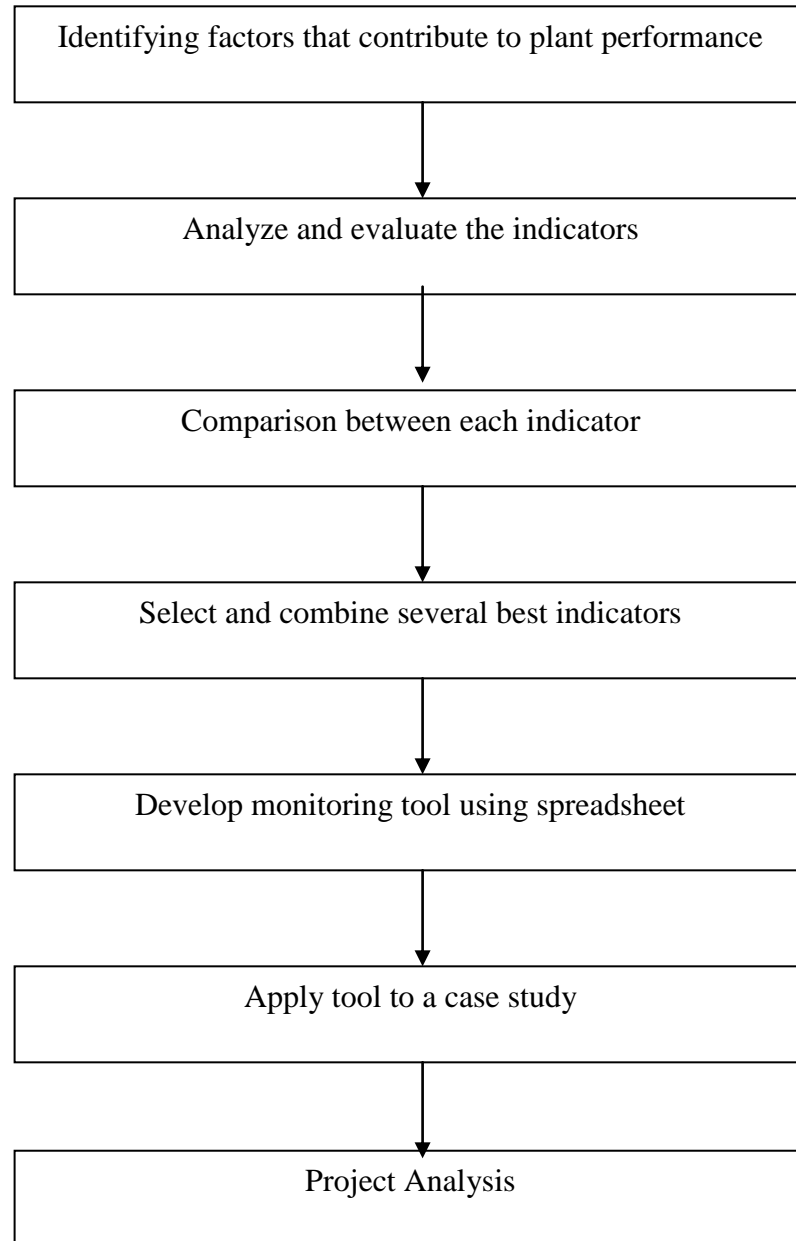 Identifying factors that contribute to plant performance
Analyze and evaluate the indicators
Comparison between each indicator
Select and combine several best indicators
Develop monitoring tool using spreadsheet
Apply tool to a case study
Project Analysis